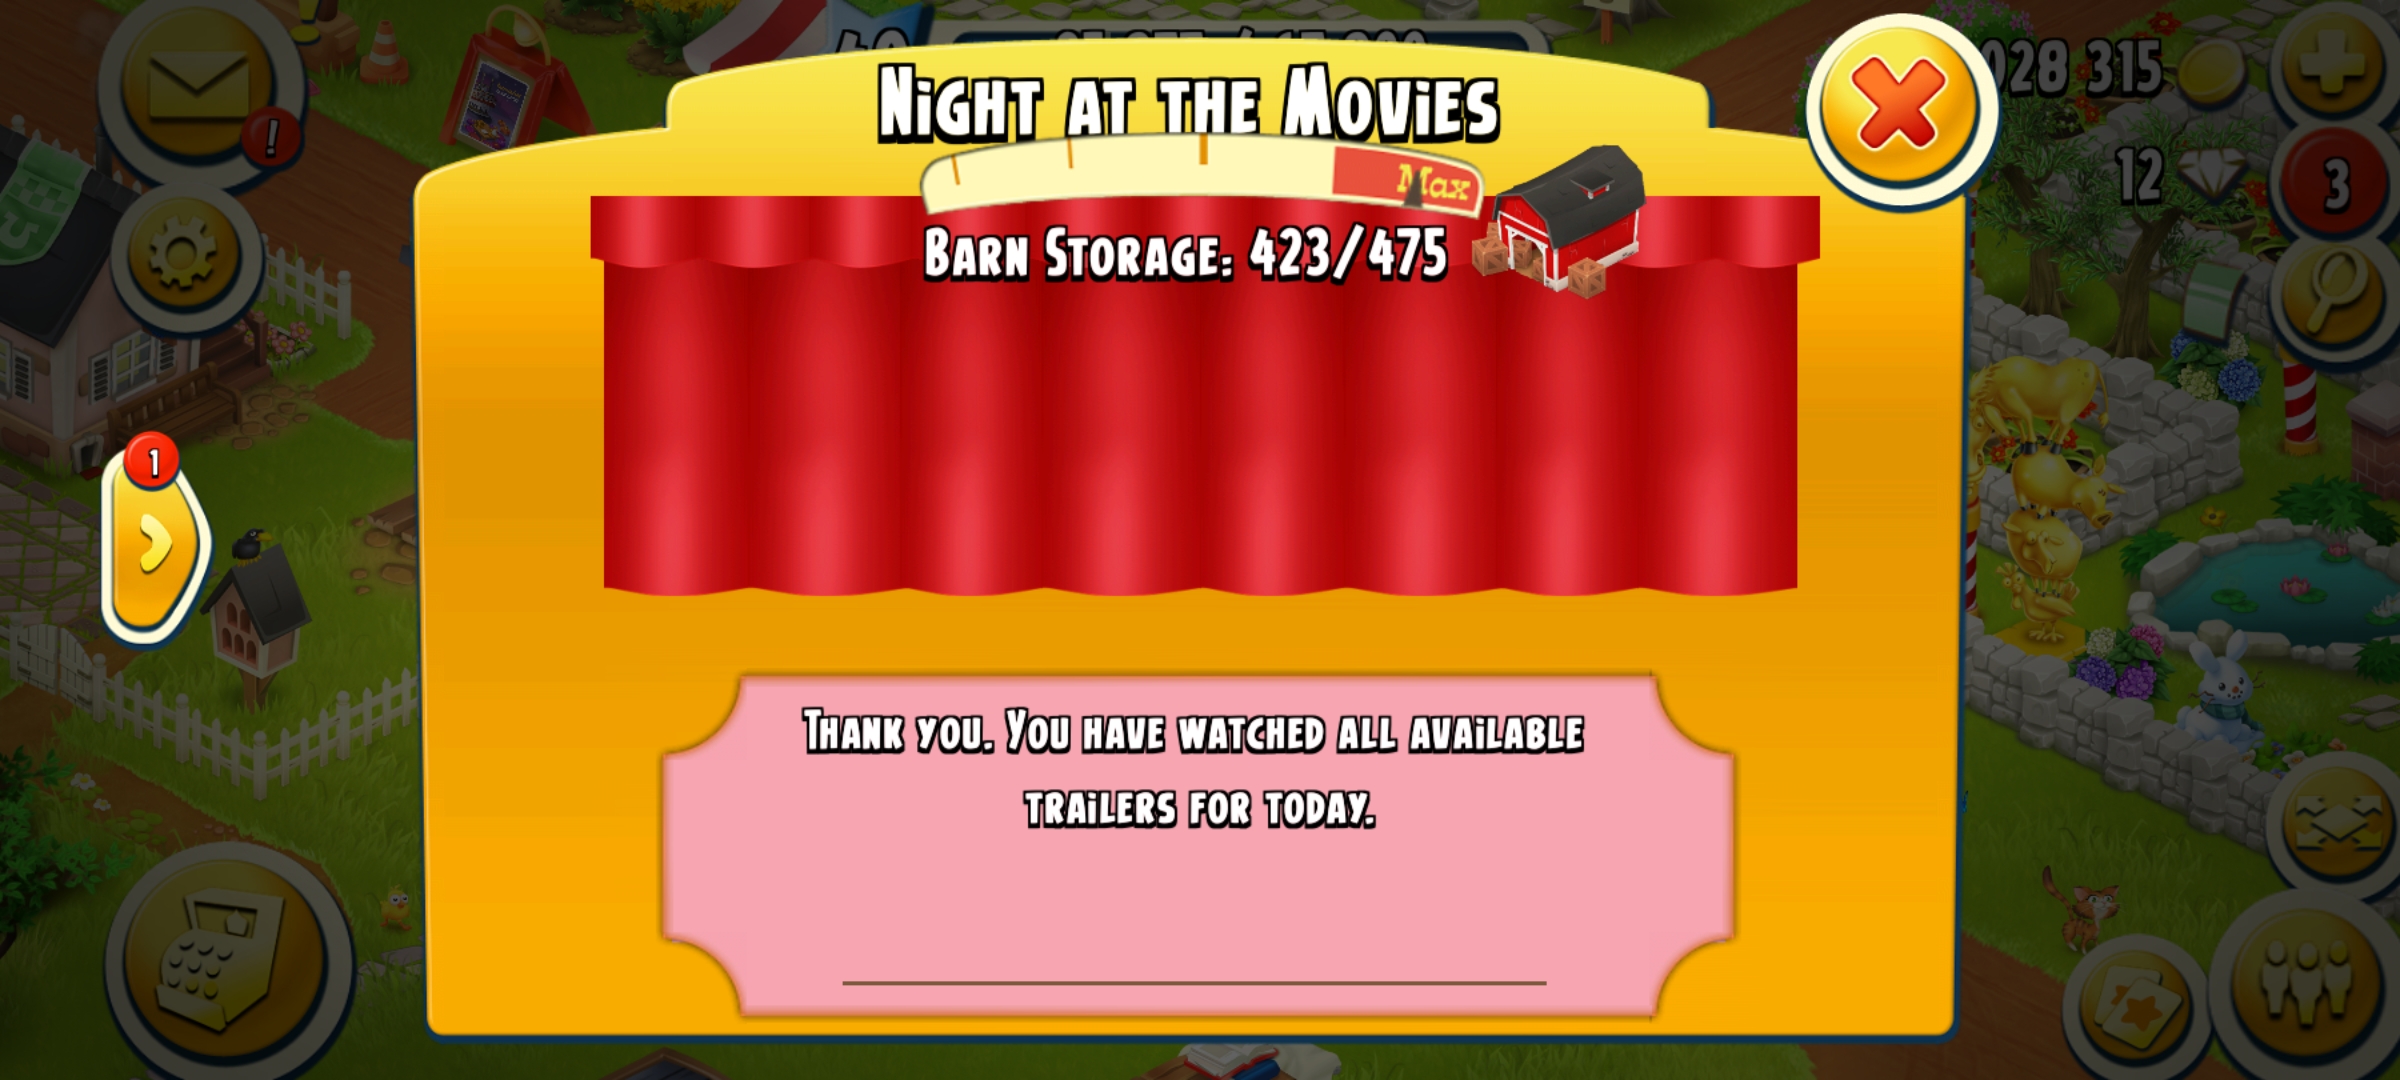 Night at the Movies
028 315
Max
12
3
Barn Storage: 423/475
1
Thank you. You have watched all available
trailers for today.